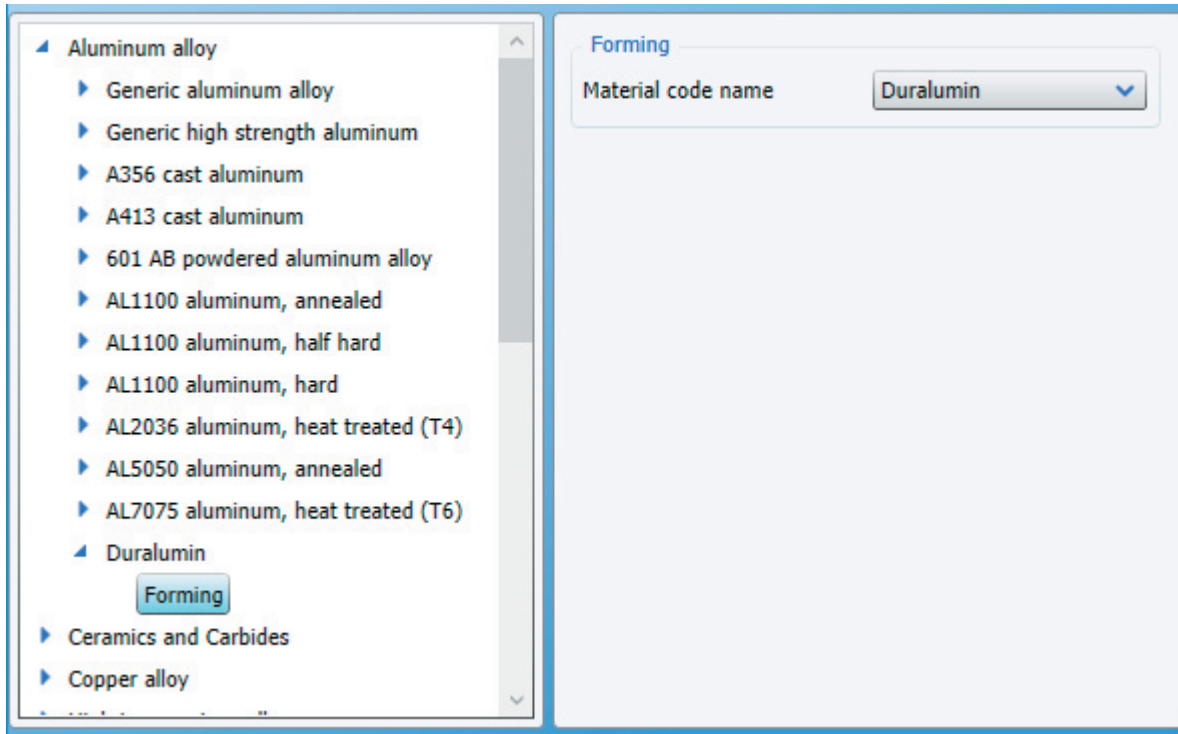 Aluminum alloy
Generic aluminum alloy
Generic high strength aluminum
A356 cast aluminum
A413 cast aluminum
601 AB powdered aluminum alloy
AL1100 aluminum, annealed
AL1100 aluminum, half hard
AL1100 aluminum, hard
AL2036 aluminum, heat treated (T4)
AL5050 aluminum, annealed
AL7075 aluminum, heat treated (T6)
Duralumin
Forming
Ceramics and Carbides
Copper alloy
Forming
Material code name Duralumin